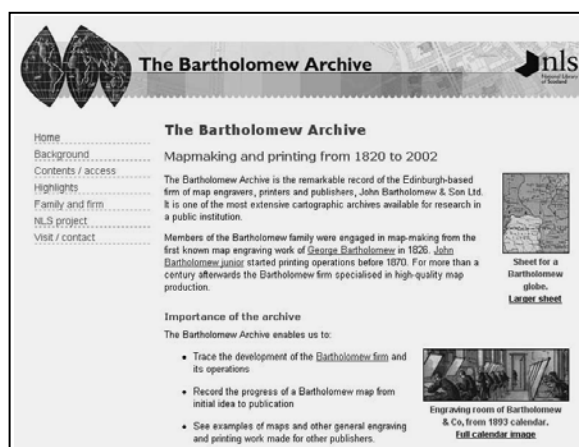 The Bartholomew Archive
nls
National Library
of Scotland
Home
Background
Contents / access
Highlights
Family and firm
NLS project
Visit / contact
The Bartholomew Archive
Mapmaking and printing from 1820 to 2002
The Bartholomew Archive is the remarkable record of the Edinburgh-based
firm of map engravers, printers and publishers, John Bartholomew & Son Ltd.
It is one of the most extensive cartographic archives available for research in
a public institution.
Members of the Bartholomew family were engaged in map-making from the
first known map engraving work of George Bartholomew in 1826. John
Bartholomew junior started printing operations before 1870. For more than a
century afterwards the Bartholomew firm specialised in high-quality map
production.
Sheet for a
Bartholomew
globe.
Larger sheet
Importance of the archive
The Bartholomew Archive enables us to:
• Trace the development of the Bartholomew firm and
its operations
• Record the progress of a Bartholomew map from
initial idea to publication
• See examples of maps and other general engraving
and printing work made for other publishers.
Engraving room of Bartholomew
& Co, from 1893 calendar.
Full calendar image